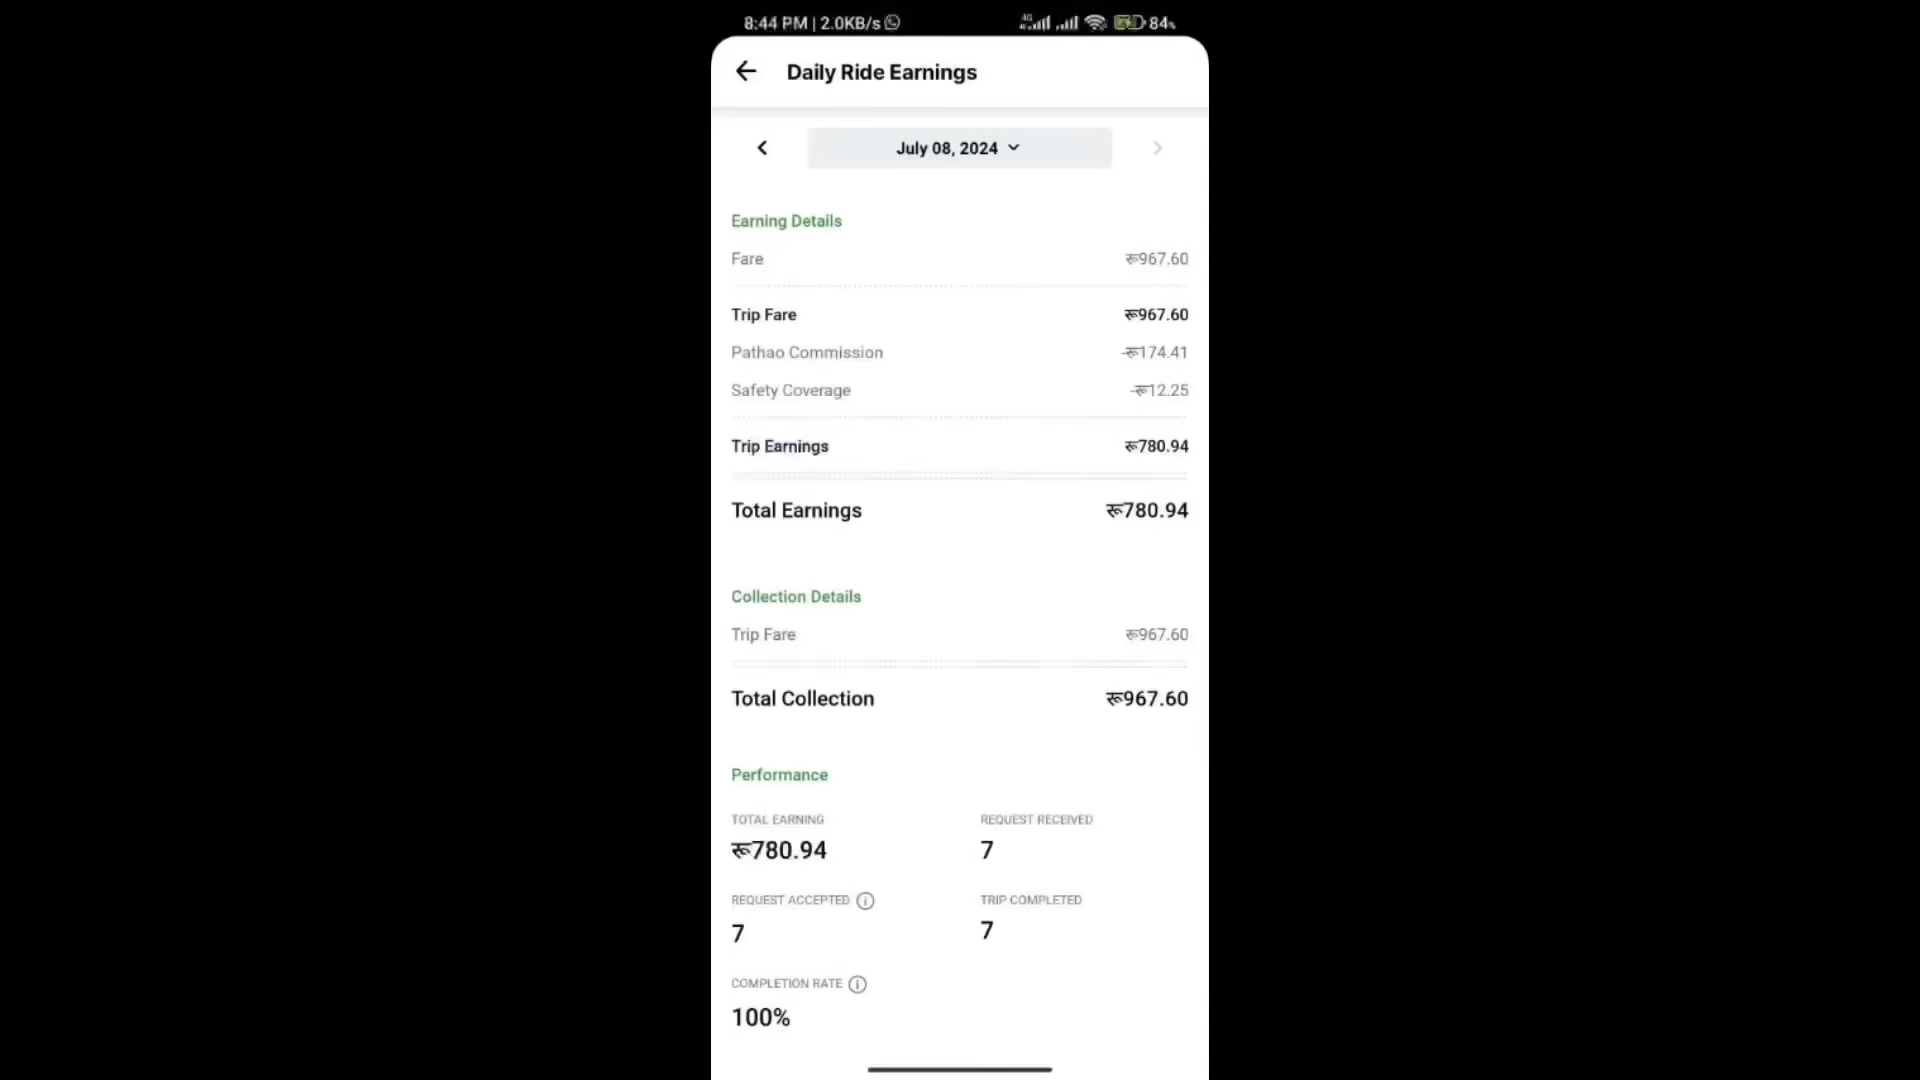 8:44 PM | 2.0KB/s 4G 84%
Daily Ride Earnings
July 08, 2024
Earning Details
Fare रू967.60
Trip Fare रू967.60
Pathao Commission -रू174.41
Safety Coverage -रू12.25
Trip Earnings रू780.94
Total Earnings रू780.94
Collection Details
Trip Fare रू967.60
Total Collection रू967.60
Performance
TOTAL EARNING REQUEST RECEIVED
रू780.94 7
REQUEST ACCEPTED TRIP COMPLETED
7 7
COMPLETION RATE
100%